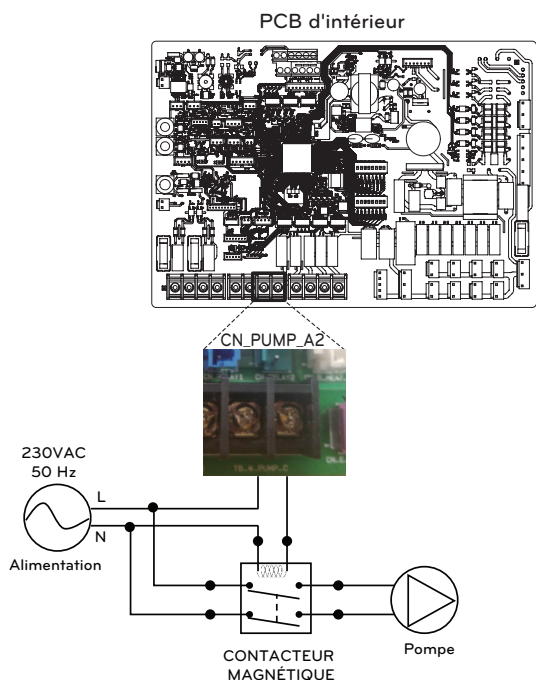 PCB d'intérieur
CN_PUMP_A2
230VAC
50 Hz
L
N
Alimentation
CONTACTEUR
MAGNÉTIQUE
Pompe